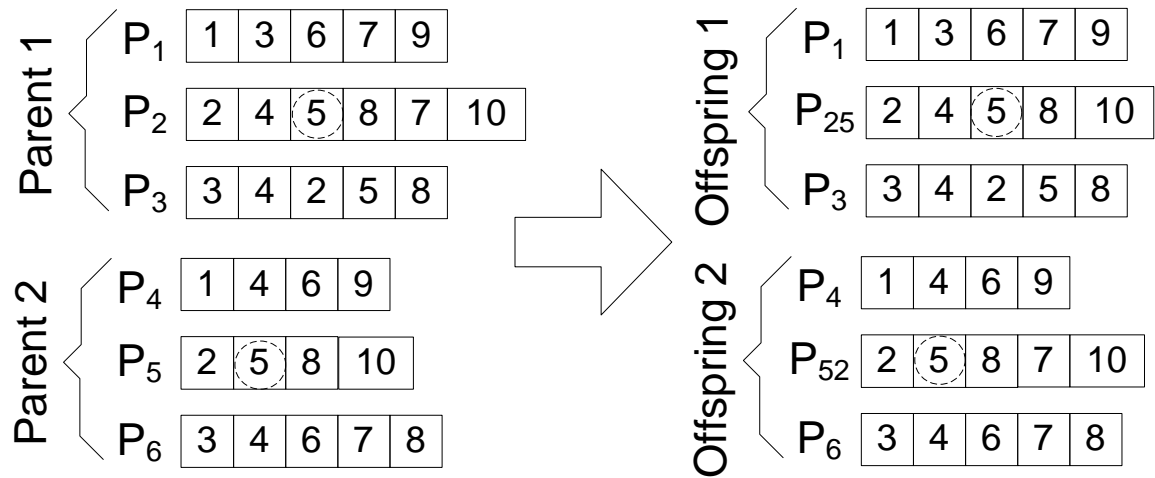 Parent 1
P1 1 3 6 7 9
P2 2 4 5 8 7 10
P3 3 4 2 5 8
Parent 2
P4 1 4 6 9
P5 2 5 8 10
P6 3 4 6 7 8
Offspring 1
P1 1 3 6 7 9
P25 2 4 5 8 10
P3 3 4 2 5 8
Offspring 2
P4 1 4 6 9
P52 2 5 8 7 10
P6 3 4 6 7 8